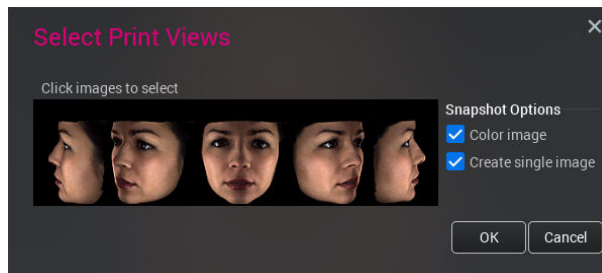 Select Print Views
Click images to select
Snapshot Options
Color image
Create single image
OK
Cancel